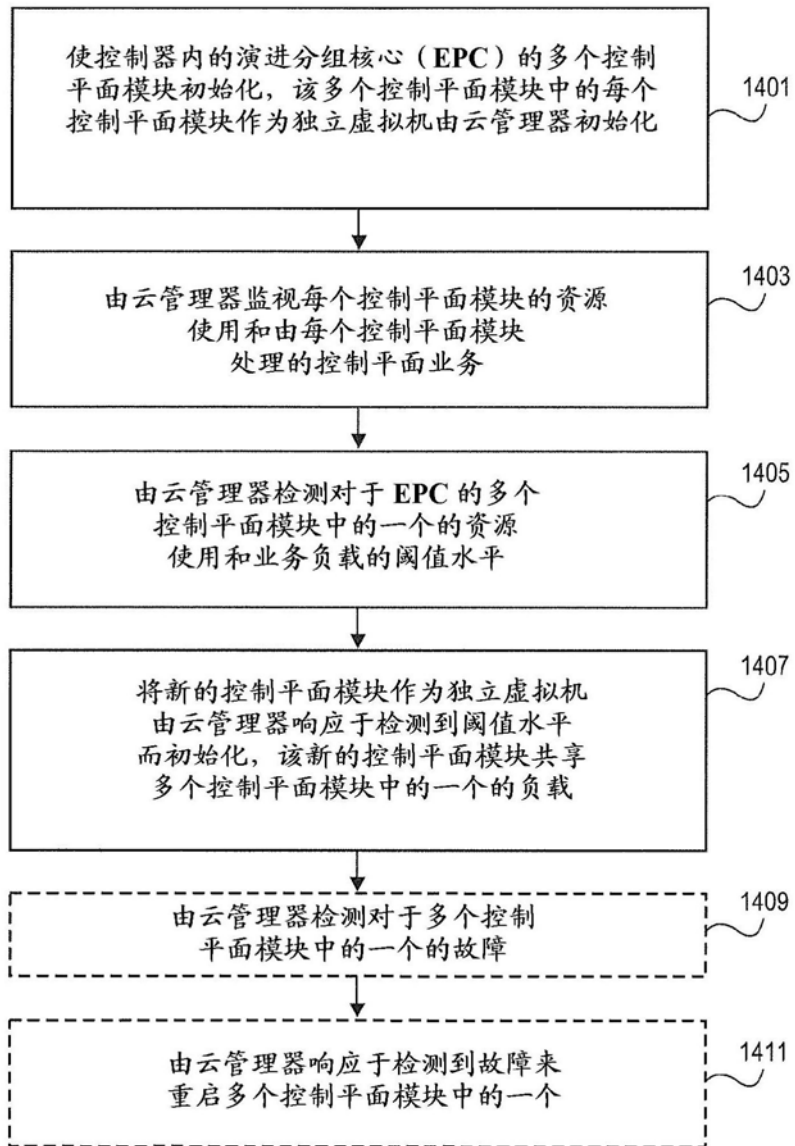 使控制器内的演进分组核心（EPC）的多个控制
平面模块初始化，该多个控制平面模块中的每个
控制平面模块作为独立虚拟机由云管理器初始化
1401
由云管理器监视每个控制平面模块的资源
使用和由每个控制平面模块
处理的控制平面业务
1403
由云管理器检测对于 EPC 的多个
控制平面模块中的一个的资源
使用和业务负载的阈值水平
1405
将新的控制平面模块作为独立虚拟机
由云管理器响应于检测到阈值水平
而初始化，该新的控制平面模块共享
多个控制平面模块中的一个的负载
1407
由云管理器检测对于多个控制
平面模块中的一个的故障
1409
由云管理器响应于检测到故障来
重启多个控制平面模块中的一个
1411